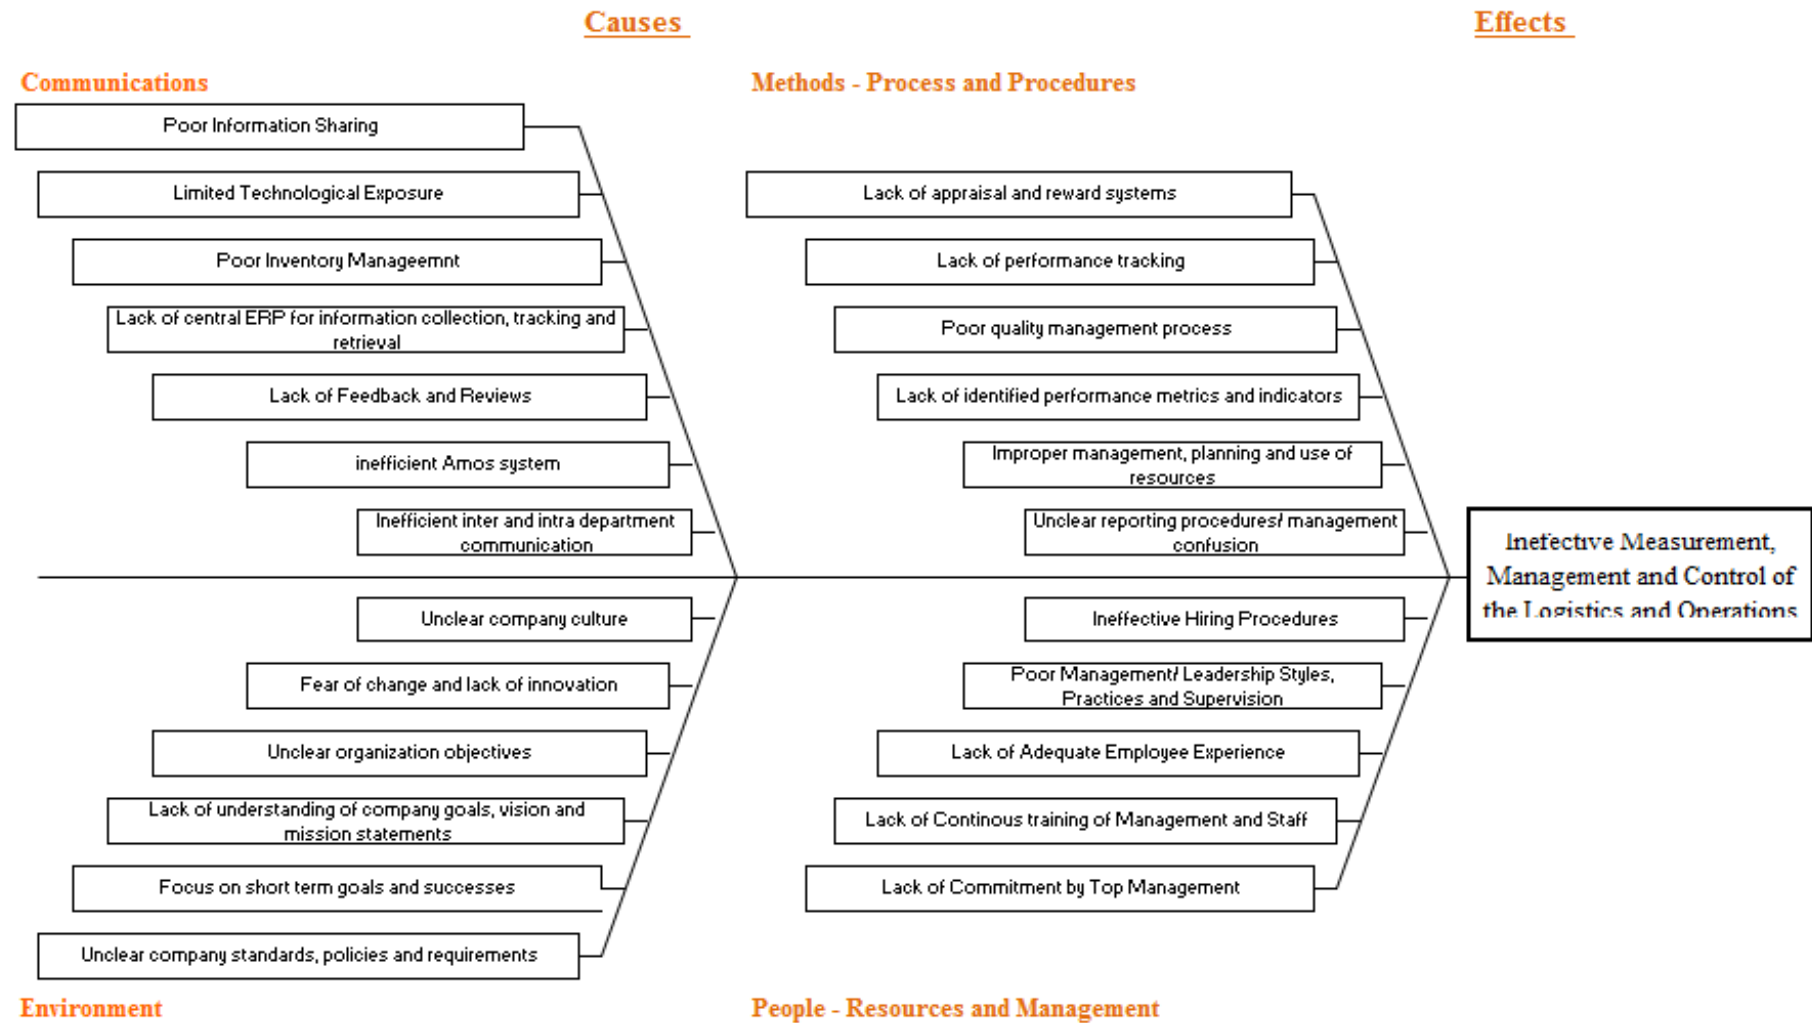 Causes
Effects
Communications
Methods - Process and Procedures
Poor Information Sharing
Limited Technological Exposure
Poor Inventory Manageemnt
Lack of central ERP for information collection, tracking and
retrieval
Lack of Feedback and Reviews
inefficient Amos system
Inefficient inter and intra department
communication
Lack of appraisal and reward systems
Lack of performance tracking
Poor quality management process
Lack of identified performance metrics and indicators
Improper management, planning and use of
resources
Unclear reporting procedures/ management
confusion
Inefective Measurement,
Management and Control of
the Logistics and Operations
Unclear company culture
Fear of change and lack of innovation
Unclear organization objectives
Lack of understanding of company goals, vision and
mission statements
Focus on short term goals and successes
Unclear company standards, policies and requirements
Ineffective Hiring Procedures
Poor Management/ Leadership Styles,
Practices and Supervision
Lack of Adequate Employee Experience
Lack of Continous training of Management and Staff
Lack of Commitment by Top Management
Environment
People - Resources and Management